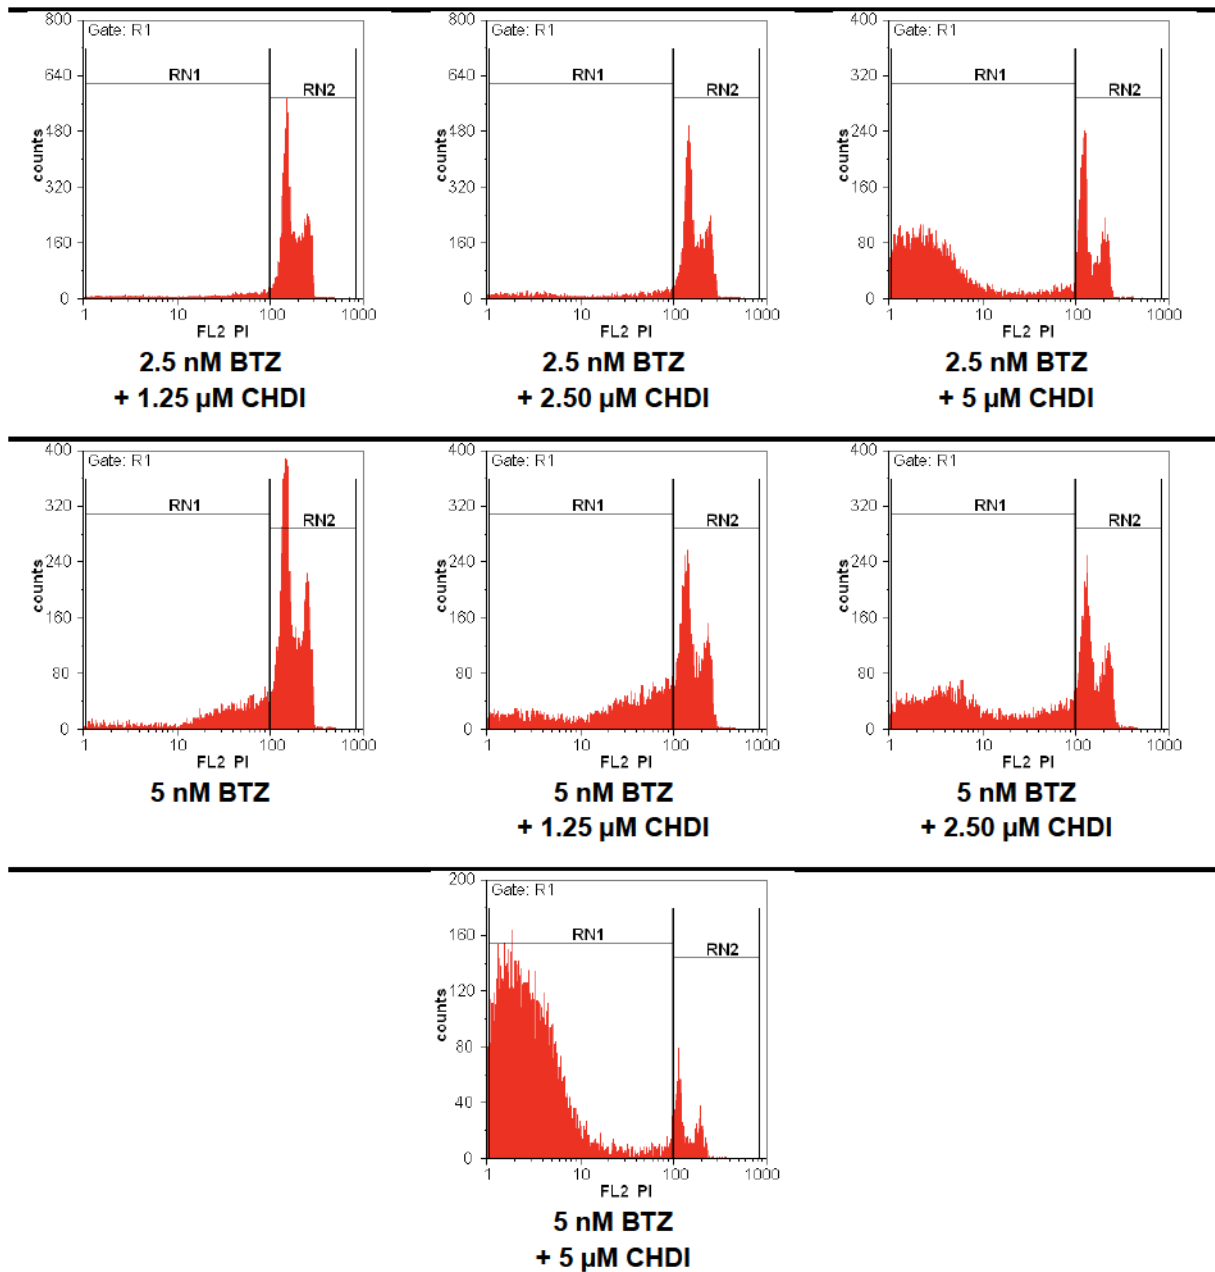 800
Gate: R1
640
RN1
RN2
480
counts
320
160
0
1 10 100 1000
FL2 PI
2.5 nM BTZ
+ 1.25 µM CHDI
800
Gate: R1
640
RN1
RN2
480
counts
320
160
0
1 10 100 1000
FL2 PI
2.5 nM BTZ
+ 2.50 µM CHDI
400
Gate: R1
320
RN1
RN2
240
counts
160
80
0
1 10 100 1000
FL2 PI
2.5 nM BTZ
+ 5 µM CHDI
400
Gate: R1
320
RN1
RN2
240
counts
160
80
0
1 10 100 1000
FL2 PI
5 nM BTZ
400
Gate: R1
320
RN1
RN2
240
counts
160
80
0
1 10 100 1000
FL2 PI
5 nM BTZ
+ 1.25 µM CHDI
400
Gate: R1
320
RN1
RN2
240
counts
160
80
0
1 10 100 1000
FL2 PI
5 nM BTZ
+ 2.50 µM CHDI
200
Gate: R1
160
RN1
RN2
120
counts
80
40
0
1 10 100 1000
FL2 PI
5 nM BTZ
+ 5 µM CHDI